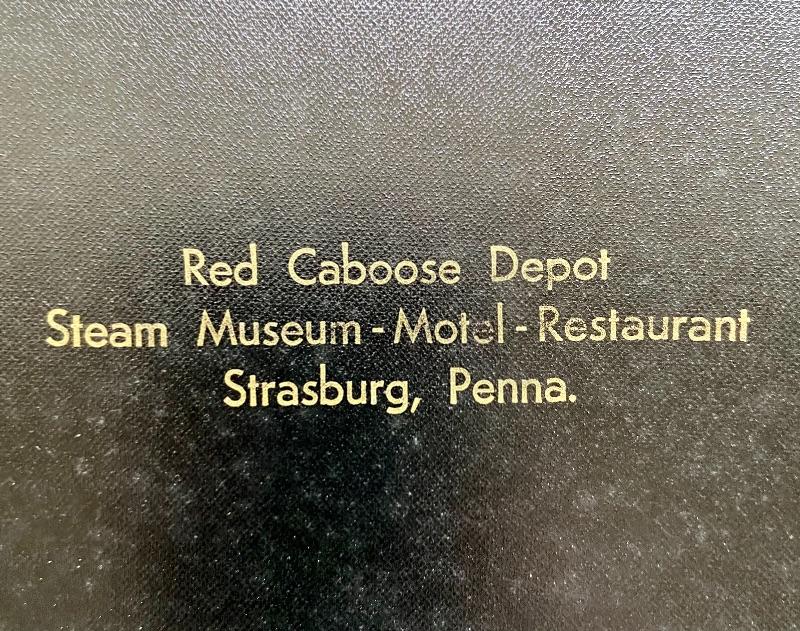 Red Caboose Depot
Steam Museum - Motel - Restaurant
Strasburg, Penna.